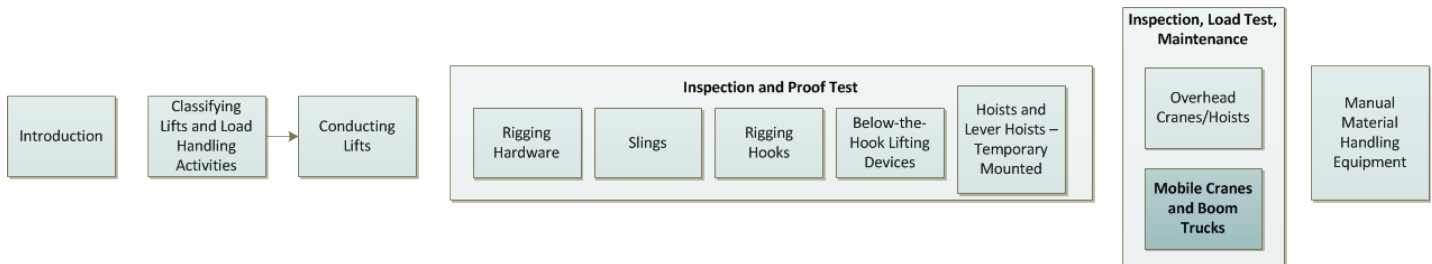 Introduction
Classifying
Lifts and Load
Handling
Activities
Conducting
Lifts
Inspection and Proof Test
Rigging
Hardware
Slings
Rigging
Hooks
Below-the-
Hook Lifting
Devices
Hoists and
Lever Hoists –
Temporary
Mounted
Inspection, Load Test,
Maintenance
Overhead
Cranes/Hoists
Mobile Cranes
and Boom
Trucks
Manual
Material
Handling
Equipment